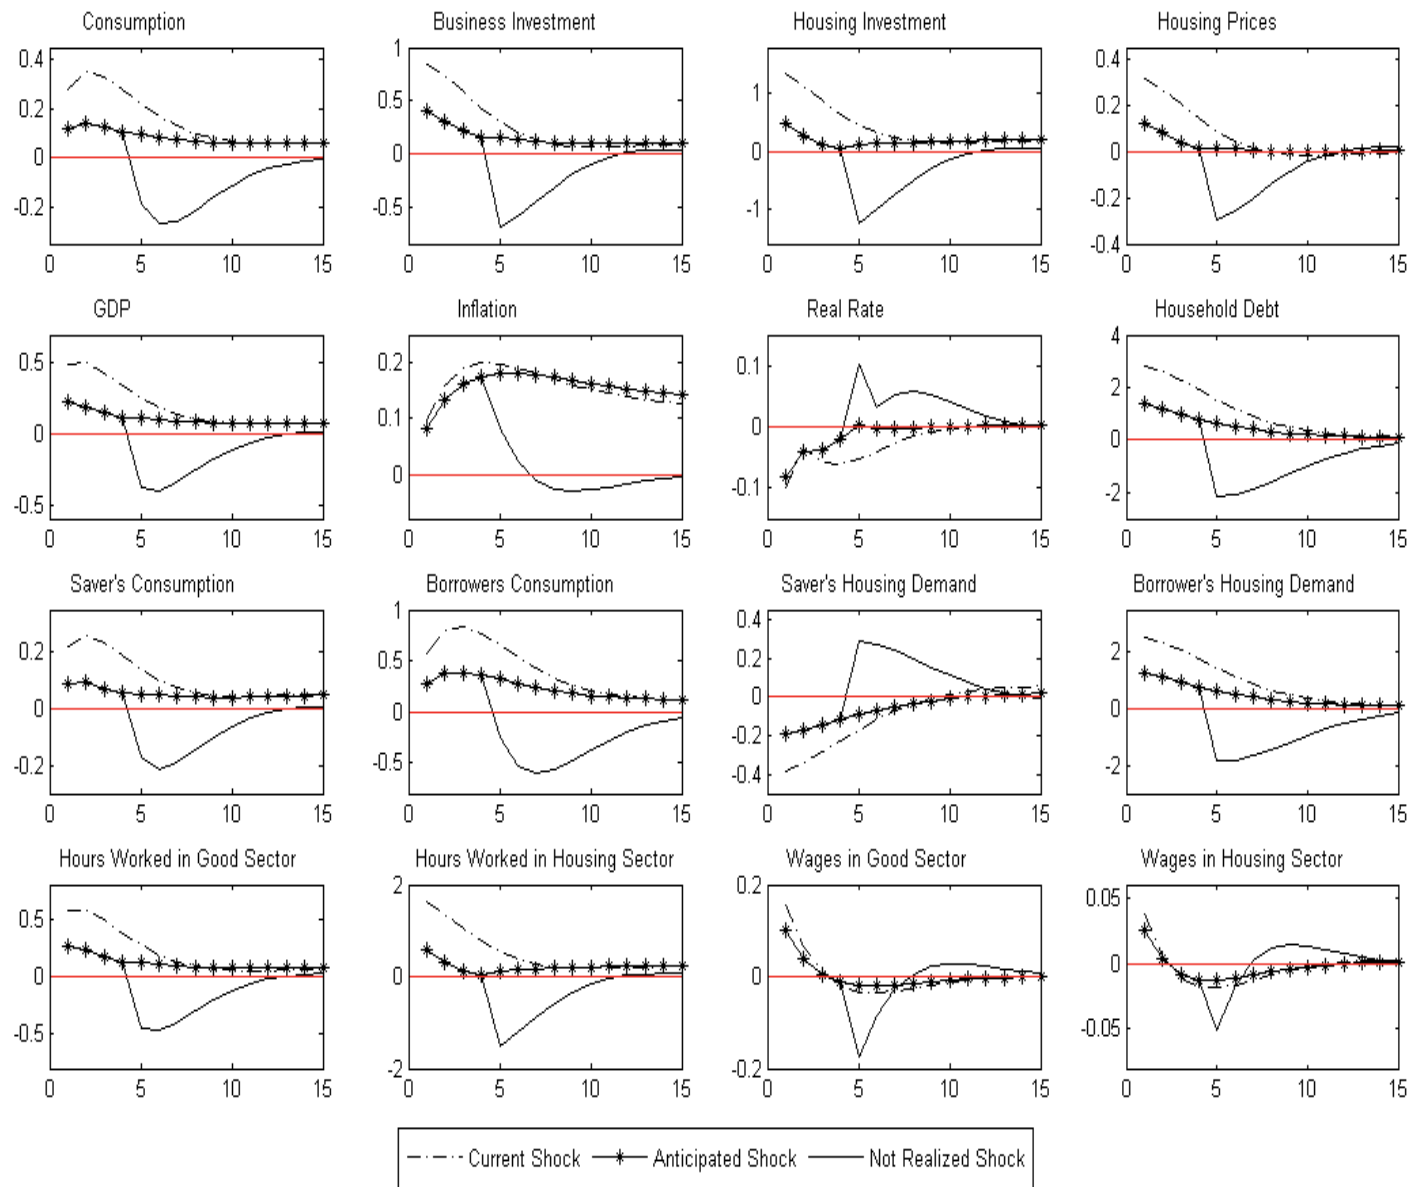 Consumption Business Investment Housing Investment Housing Prices
0.4 1 0.4
0.2 0.5 1 0.2
0 0 0 0
-0.2 -0.5 -1 -0.2
-0.4
0 5 10 15 0 5 10 15 0 5 10 15 0 5 10 15
GDP Inflation Real Rate Household Debt
0.5 0.2 0.1 4
0.1 2
0 0 0 0
-0.5 -0.1 -2
0 5 10 15 0 5 10 15 0 5 10 15 0 5 10 15
Saver's Consumption Borrowers Consumption Saver's Housing Demand Borrower's Housing Demand
0.2 1 0.4 2
0.5 0.2
0 0 0 0
-0.2 -0.5 -0.2 -2
-0.4
0 5 10 15 0 5 10 15 0 5 10 15 0 5 10 15
Hours Worked in Good Sector Hours Worked in Housing Sector Wages in Good Sector Wages in Housing Sector
0.5 2 0.2 0.05
0 0 0 0
-0.5 -2 -0.2 -0.05
0 5 10 15 0 5 10 15 0 5 10 15 0 5 10 15
Current Shock Anticipated Shock Not Realized Shock